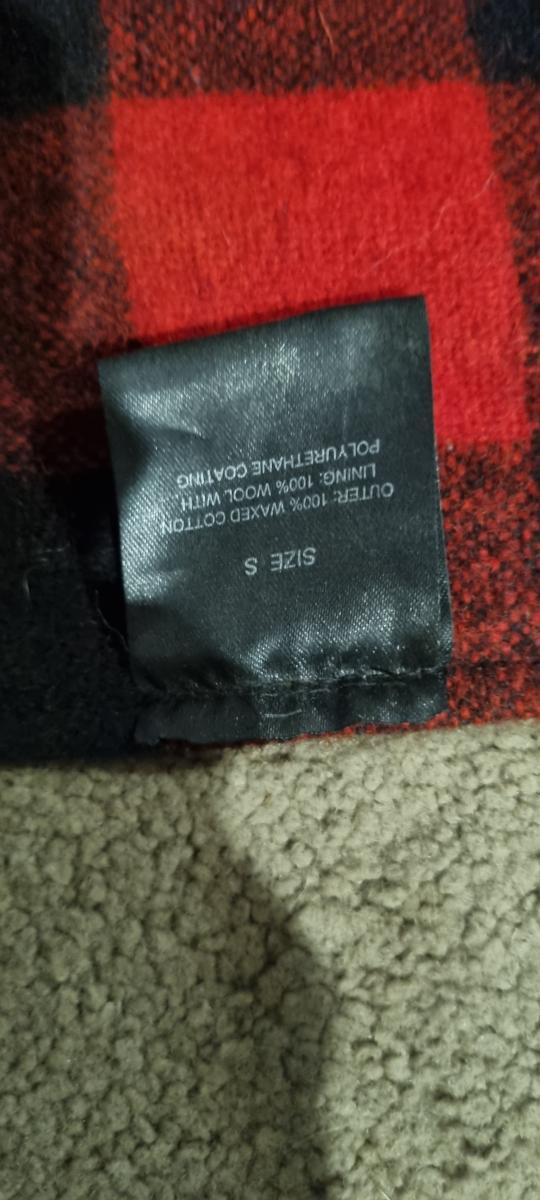 SIZE S
OUTER: 100% WAXED COTTON
LINING: 100% WOOL WITH
POLYURETHANE COATING